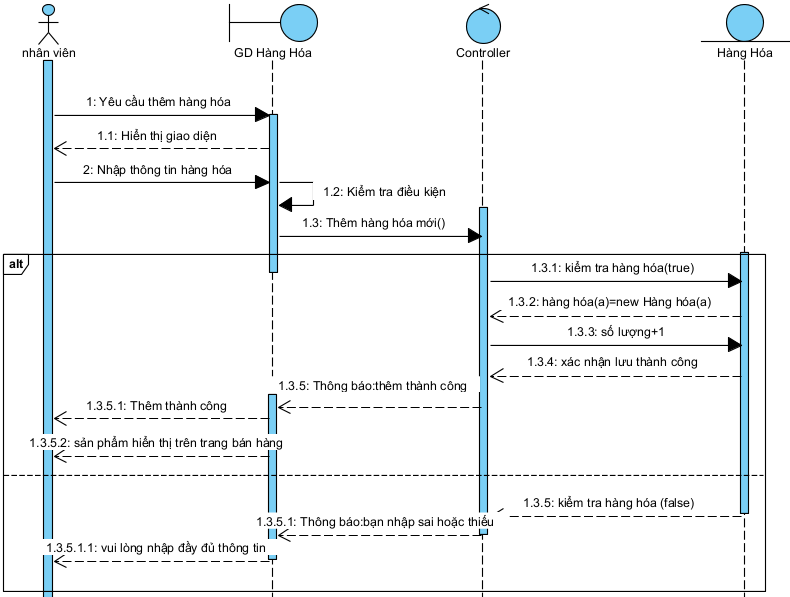 nhân viên
GD Hàng Hóa
Controller
Hàng Hóa
1: Yêu cầu thêm hàng hóa
1.1: Hiển thị giao diện
2: Nhập thông tin hàng hóa
1.2: Kiểm tra điều kiện
1.3: Thêm hàng hóa mới()
alt
1.3.1: kiểm tra hàng hóa(true)
1.3.2: hàng hóa(a)=new Hàng hóa(a)
1.3.3: số lượng+1
1.3.4: xác nhận lưu thành công
1.3.5: Thông báo:thêm thành công
1.3.5.1: Thêm thành công
1.3.5.2: sản phẩm hiển thị trên trang bán hàng
1.3.5: kiểm tra hàng hóa (false)
1.3.5.1: Thông báo:bạn nhập sai hoặc thiếu
1.3.5.1.1: vui lòng nhập đầy đủ thông tin